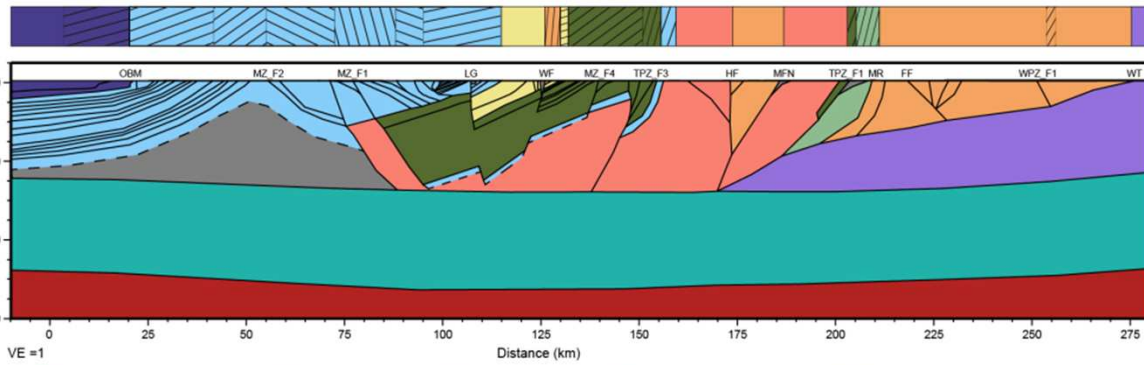 OBM MZ_F2 MZ_F1 LG WF MZ_F4 TPZ_F3 HF MFN TPZ_F1 MR FF WPZ_F1 WT
0 25 50 75 100 125 150 175 200 225 250 275
VE =1 Distance (km)